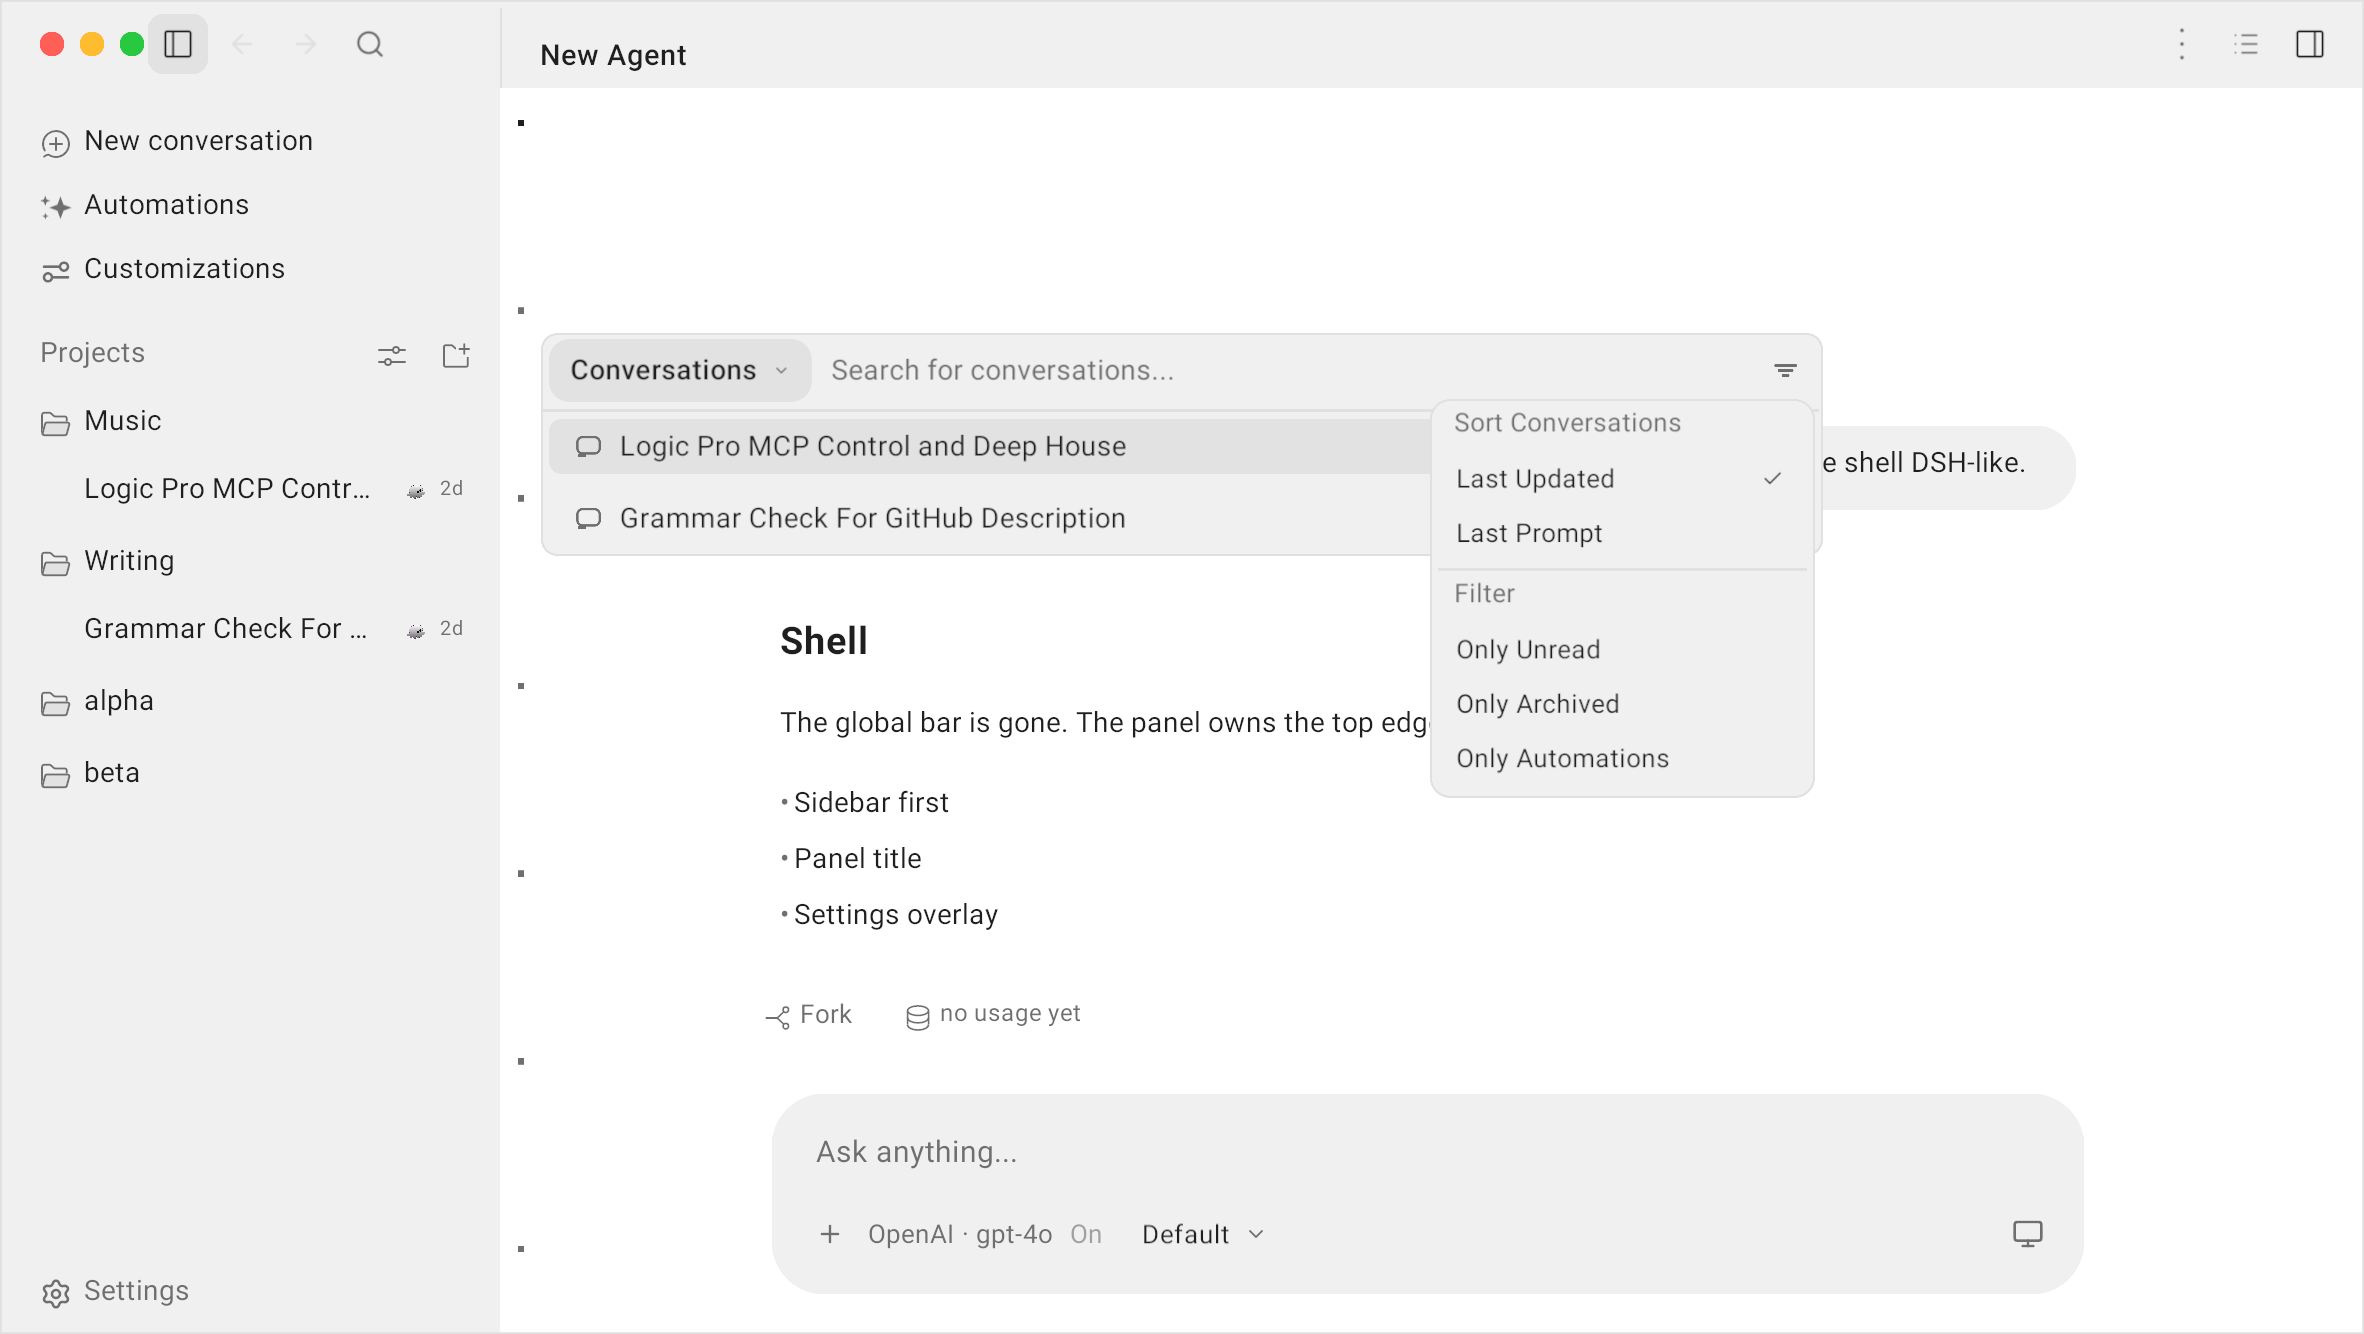 New Agent
New conversation
Automations
Customizations
Projects
Music
Logic Pro MCP Contr...
2d
Writing
Grammar Check For ...
2d
alpha
beta
Settings
Conversations
Search for conversations...
Logic Pro MCP Control and Deep House
Grammar Check For GitHub Description
Sort Conversations
Last Updated
Last Prompt
Filter
Only Unread
Only Archived
Only Automations
e shell DSH-like.
Shell
The global bar is gone. The panel owns the top edg
• Sidebar first
• Panel title
• Settings overlay
Fork
no usage yet
Ask anything...
OpenAI · gpt-4o On Default